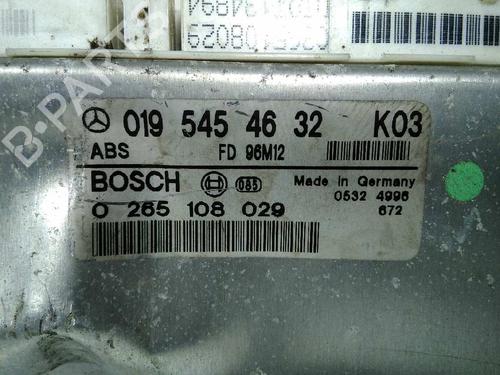 019 545 46 32 K03
ABS FD 96M12
BOSCH 085 Made in Germany
0532 4996
0 265 108 029 672
B-PARTS